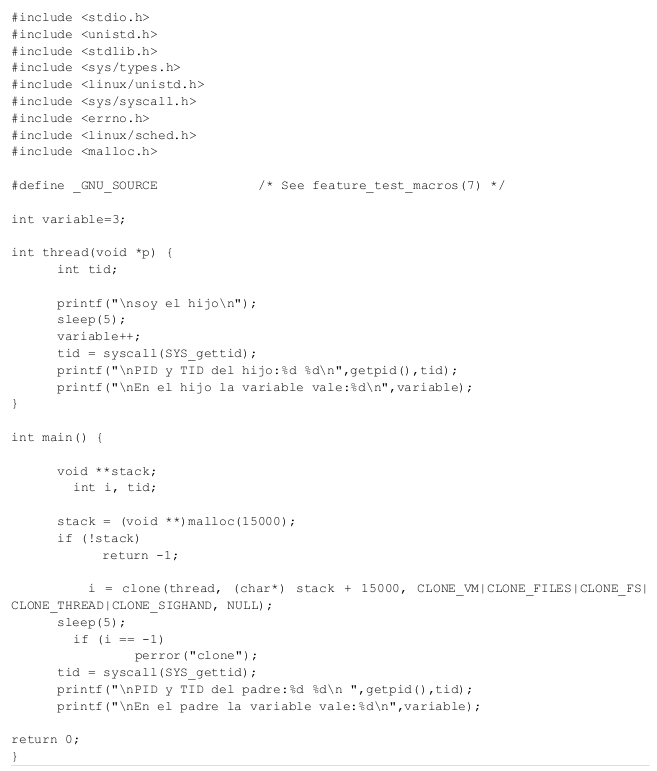 #include <stdio.h>
#include <unistd.h>
#include <stdlib.h>
#include <sys/types.h>
#include <linux/unistd.h>
#include <sys/syscall.h>
#include <errno.h>
#include <linux/sched.h>
#include <malloc.h>
#define _GNU_SOURCE /* See feature_test_macros(7) */
int variable=3;
int thread(void *p) {
int tid;
printf("\nsoy el hijo\n");
sleep(5);
variable++;
tid = syscall(SYS_gettid);
printf("\nPID y TID del hijo:%d %d\n",getpid(),tid);
printf("\nEn el hijo la variable vale:%d\n",variable);
}
int main() {
void **stack;
int i, tid;
stack = (void **)malloc(15000);
if (!stack)
return -1;
i = clone(thread, (char*) stack + 15000, CLONE_VM|CLONE_FILES|CLONE_FS|
CLONE_THREAD|CLONE_SIGHAND, NULL);
sleep(5);
if (i == -1)
perror("clone");
tid = syscall(SYS_gettid);
printf("\nPID y TID del padre:%d %d\n ",getpid(),tid);
printf("\nEn el padre la variable vale:%d\n",variable);
return 0;
}